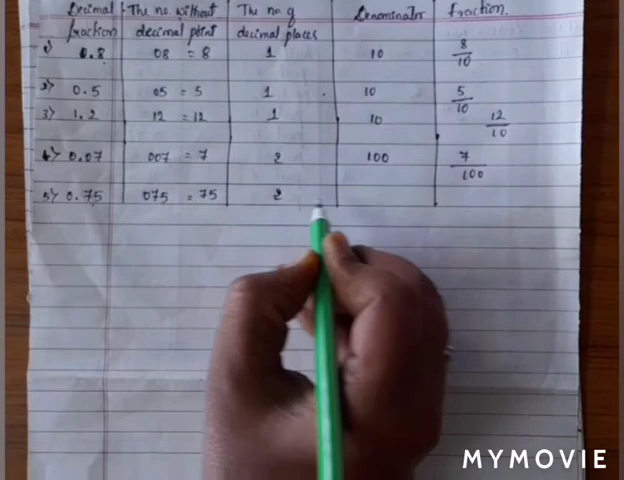 Decimal fraction | The no. without decimal point | The no of decimal places | Denominator | fraction.
1) 0.8 | 08 = 8 | 1 | 10 | 8/10
2) 0.5 | 05 = 5 | 1 | 10 | 5/10
3) 1.2 | 12 = 12 | 1 | 10 | 12/10
4) 0.07 | 007 = 7 | 2 | 100 | 7/100
5) 0.75 | 075 = 75 | 2
MYMOVIE